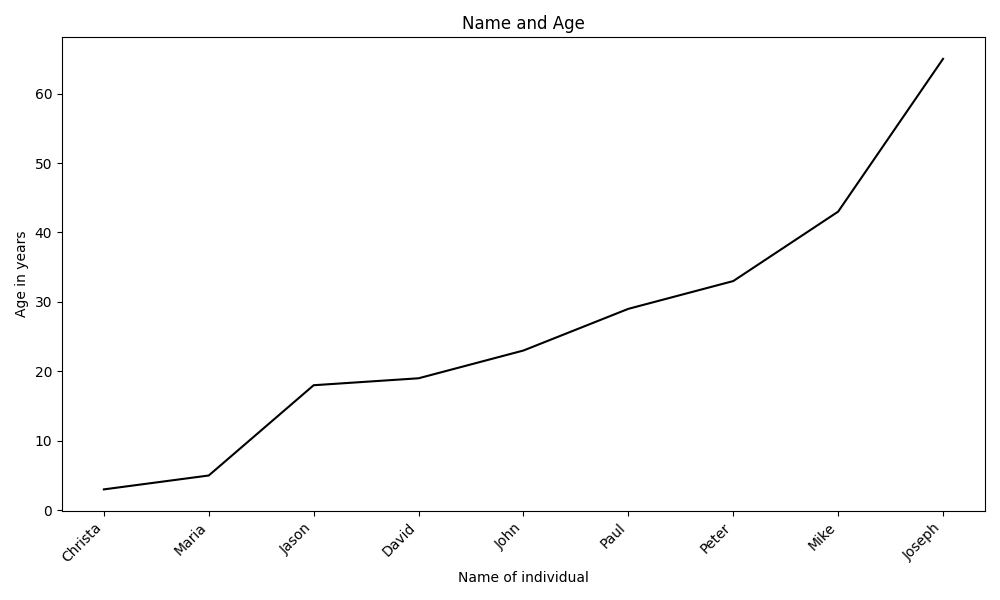 Name and Age
Age in years
60
50
40
30
20
10
0
Christa
Maria
Jason
David
John
Paul
Peter
Mike
Joseph
Name of individual